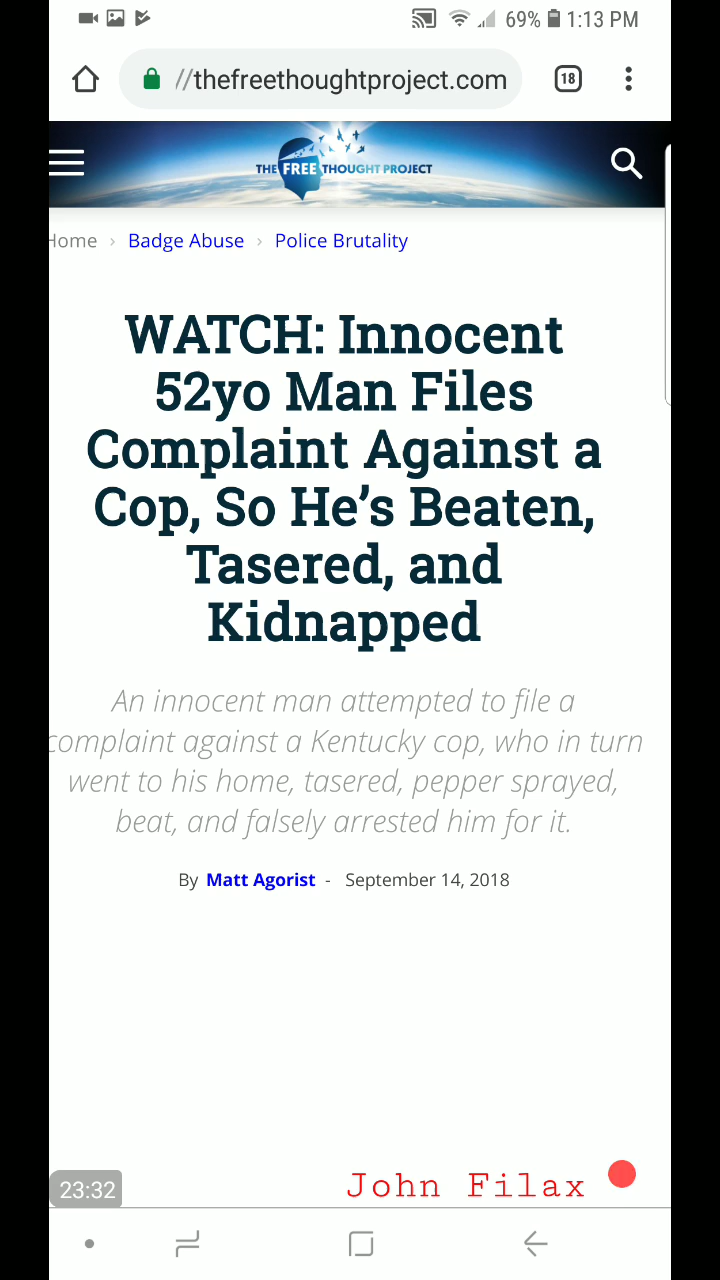 69% 1:13 PM
//thefreethoughtproject.com 18
THE FREE THOUGHT PROJECT
Home › Badge Abuse › Police Brutality
WATCH: Innocent
52yo Man Files
Complaint Against a
Cop, So He’s Beaten,
Tasered, and
Kidnapped
An innocent man attempted to file a
complaint against a Kentucky cop, who in turn
went to his home, tasered, pepper sprayed,
beat, and falsely arrested him for it.
By Matt Agorist - September 14, 2018
23:32
John Filax